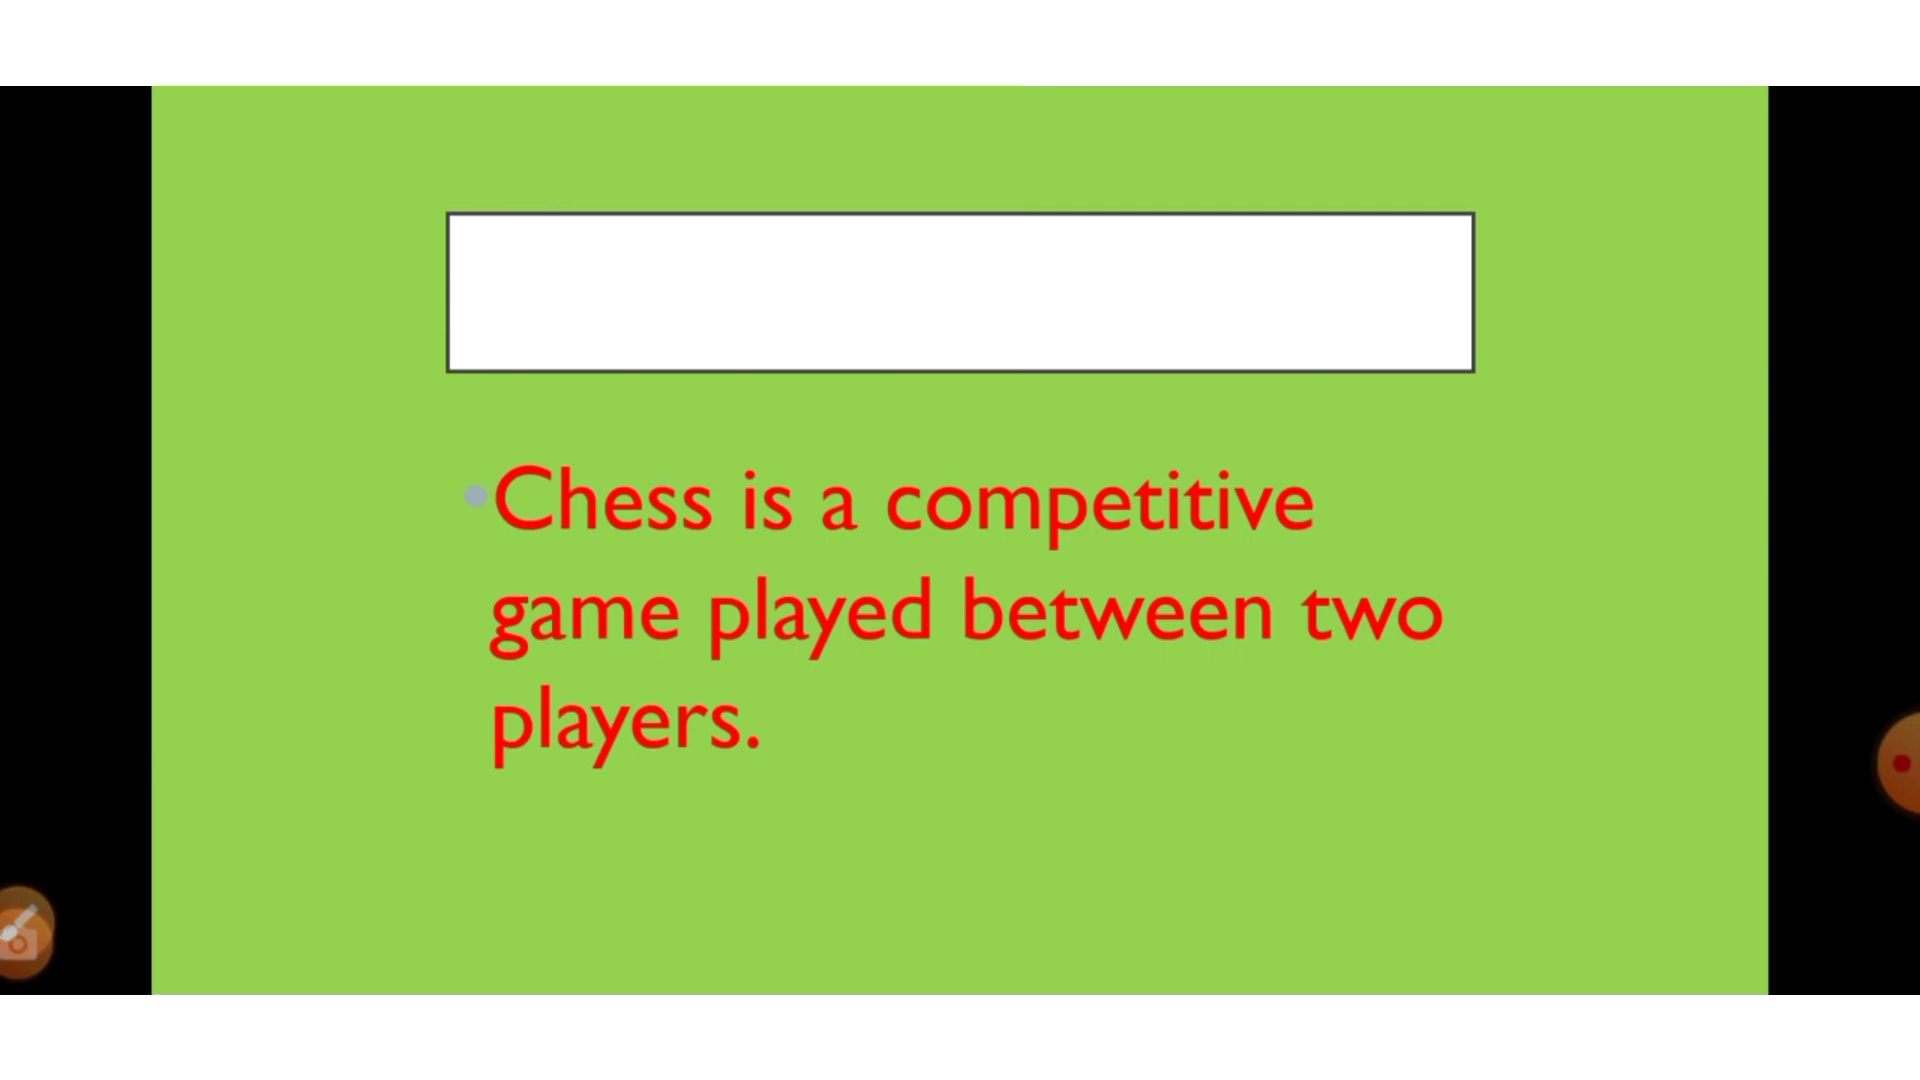 •Chess is a competitive
game played between two
players.